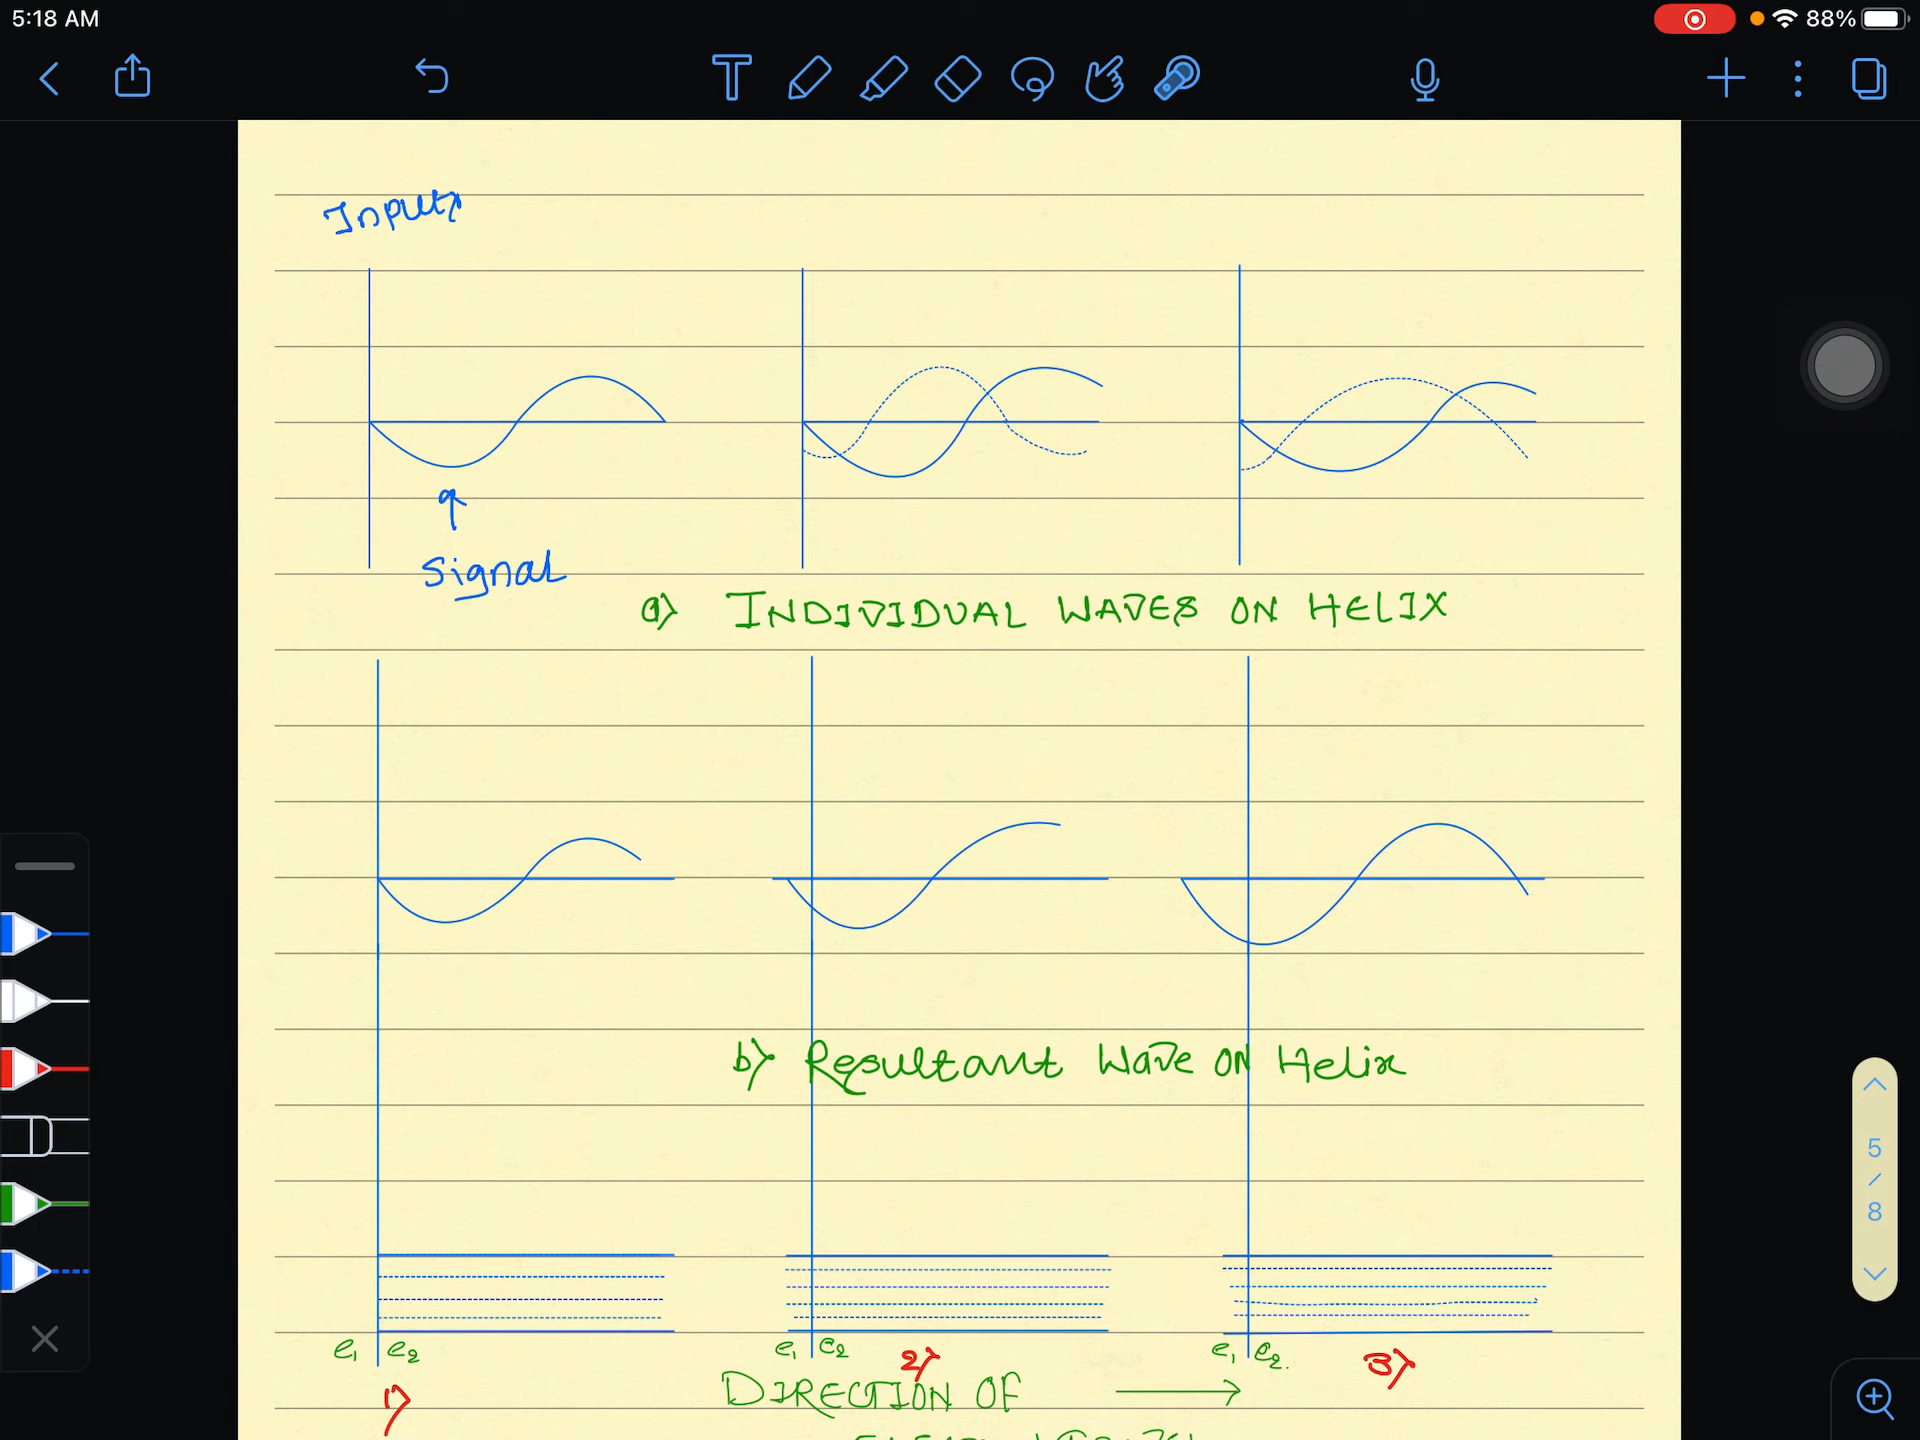 5:18 AM
88%
Input
Signal
a) INDIVIDUAL WAVES ON HELIX
b) Resultant Wave ON Helix
5
/
8
e₁ e₂
e₁ e₂
e₁ e₂.
1)
2)
3)
DIRECTION OF